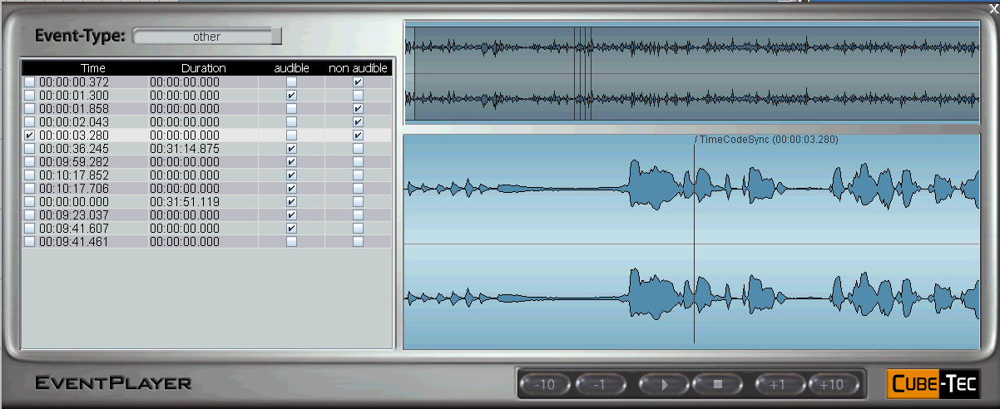 X
Event-Type: other
Time Duration audible non audible
00:00:00.372 00:00:00.000
00:00:01.300 00:00:00.000
00:00:01.858 00:00:00.000
00:00:02.043 00:00:00.000
00:00:03.280 00:00:00.000
00:00:36.245 00:31:14.875
00:09:59.282 00:00:00.000
00:10:17.852 00:00:00.000
00:10:17.706 00:00:00.000
00:00:00.000 00:31:51.119
00:09:23.037 00:00:00.000
00:09:41.607 00:00:00.000
00:09:41.461 00:00:00.000
/ TimeCodeSync (00:00:03.280)
EVENTPLAYER
-10 -1 +1 +10
CUBE-TEC